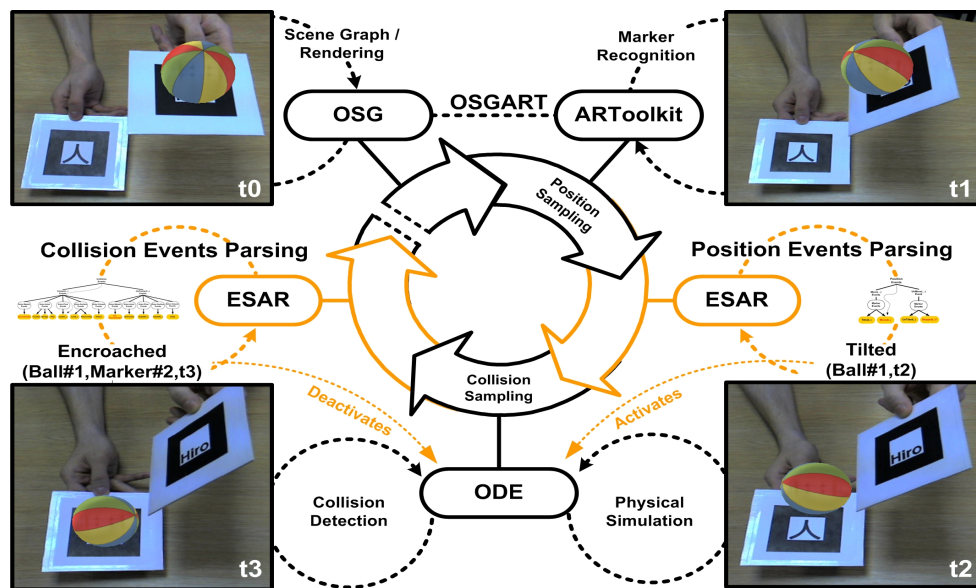 Scene Graph /
Rendering
Marker
Recognition
OSG
OSGART
ARToolkit
t0
t1
Position
Sampling
Collision Events Parsing
Position Events Parsing
ESAR
ESAR
Encroached
(Ball#1,Marker#2,t3)
Tilted
(Ball#1,t2)
Collision
Sampling
Deactivates
Activates
Hiro
Hiro
人
人
人
ODE
Collision
Detection
Physical
Simulation
t3
t2